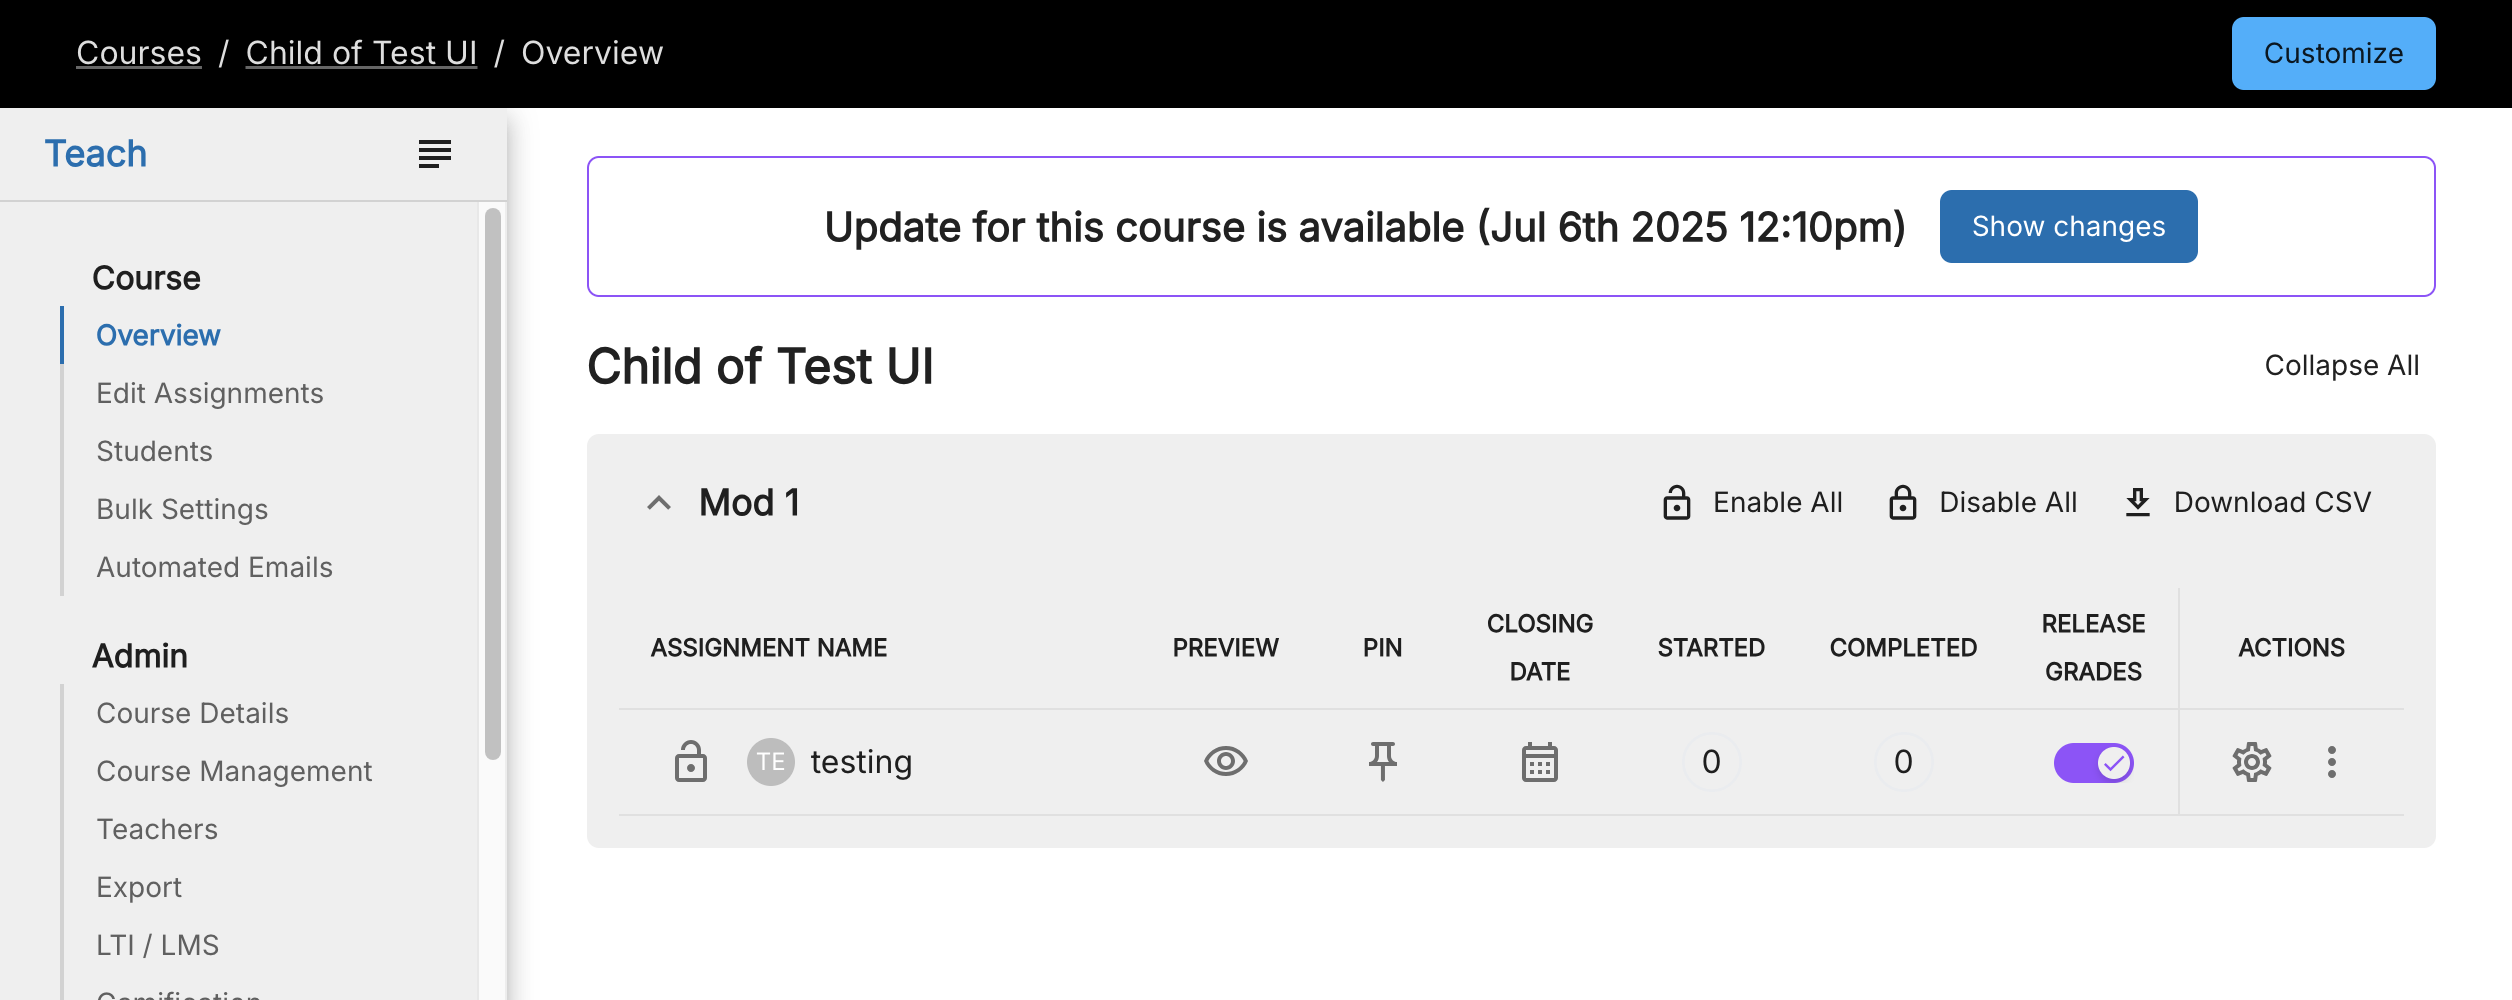 Courses / Child of Test UI / Overview
Customize
Teach
Course
Overview
Edit Assignments
Students
Bulk Settings
Automated Emails
Admin
Course Details
Course Management
Teachers
Export
LTI / LMS
Update for this course is available (Jul 6th 2025 12:10pm)
Show changes
Child of Test UI
Collapse All
Mod 1
Enable All
Disable All
Download CSV
ASSIGNMENT NAME
PREVIEW
PIN
CLOSING
DATE
STARTED
COMPLETED
RELEASE
GRADES
ACTIONS
TE testing
0
0